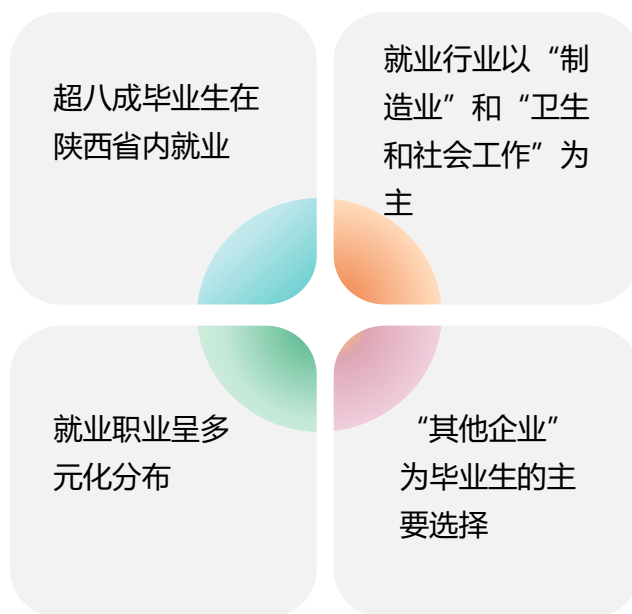 超八成毕业生在
陕西省内就业
就业行业以“制
造业”和“卫生
和社会工作”为
主
就业职业呈多
元化分布
“其他企业”
为毕业生的主
要选择